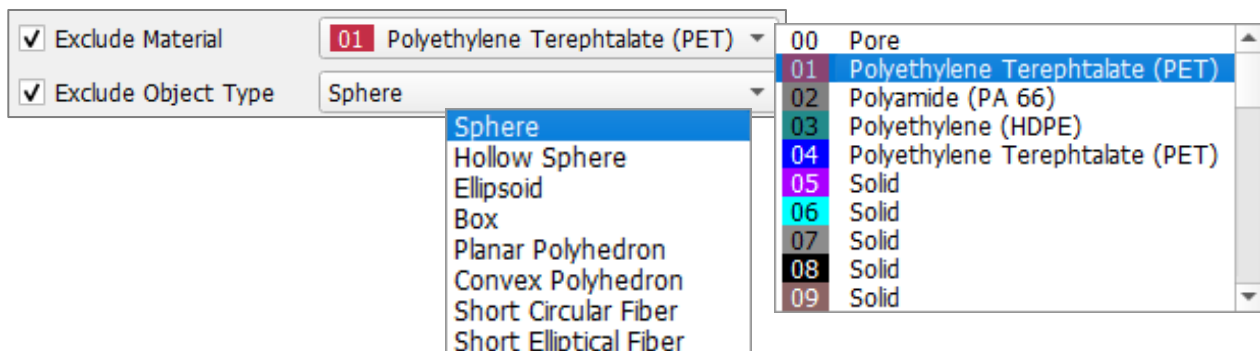 Exclude Material
01 Polyethylene Terephtalate (PET)
Exclude Object Type
Sphere
Sphere
Hollow Sphere
Ellipsoid
Box
Planar Polyhedron
Convex Polyhedron
Short Circular Fiber
Short Elliptical Fiber
00 Pore
01 Polyethylene Terephtalate (PET)
02 Polyamide (PA 66)
03 Polyethylene (HDPE)
04 Polyethylene Terephtalate (PET)
05 Solid
06 Solid
07 Solid
08 Solid
09 Solid